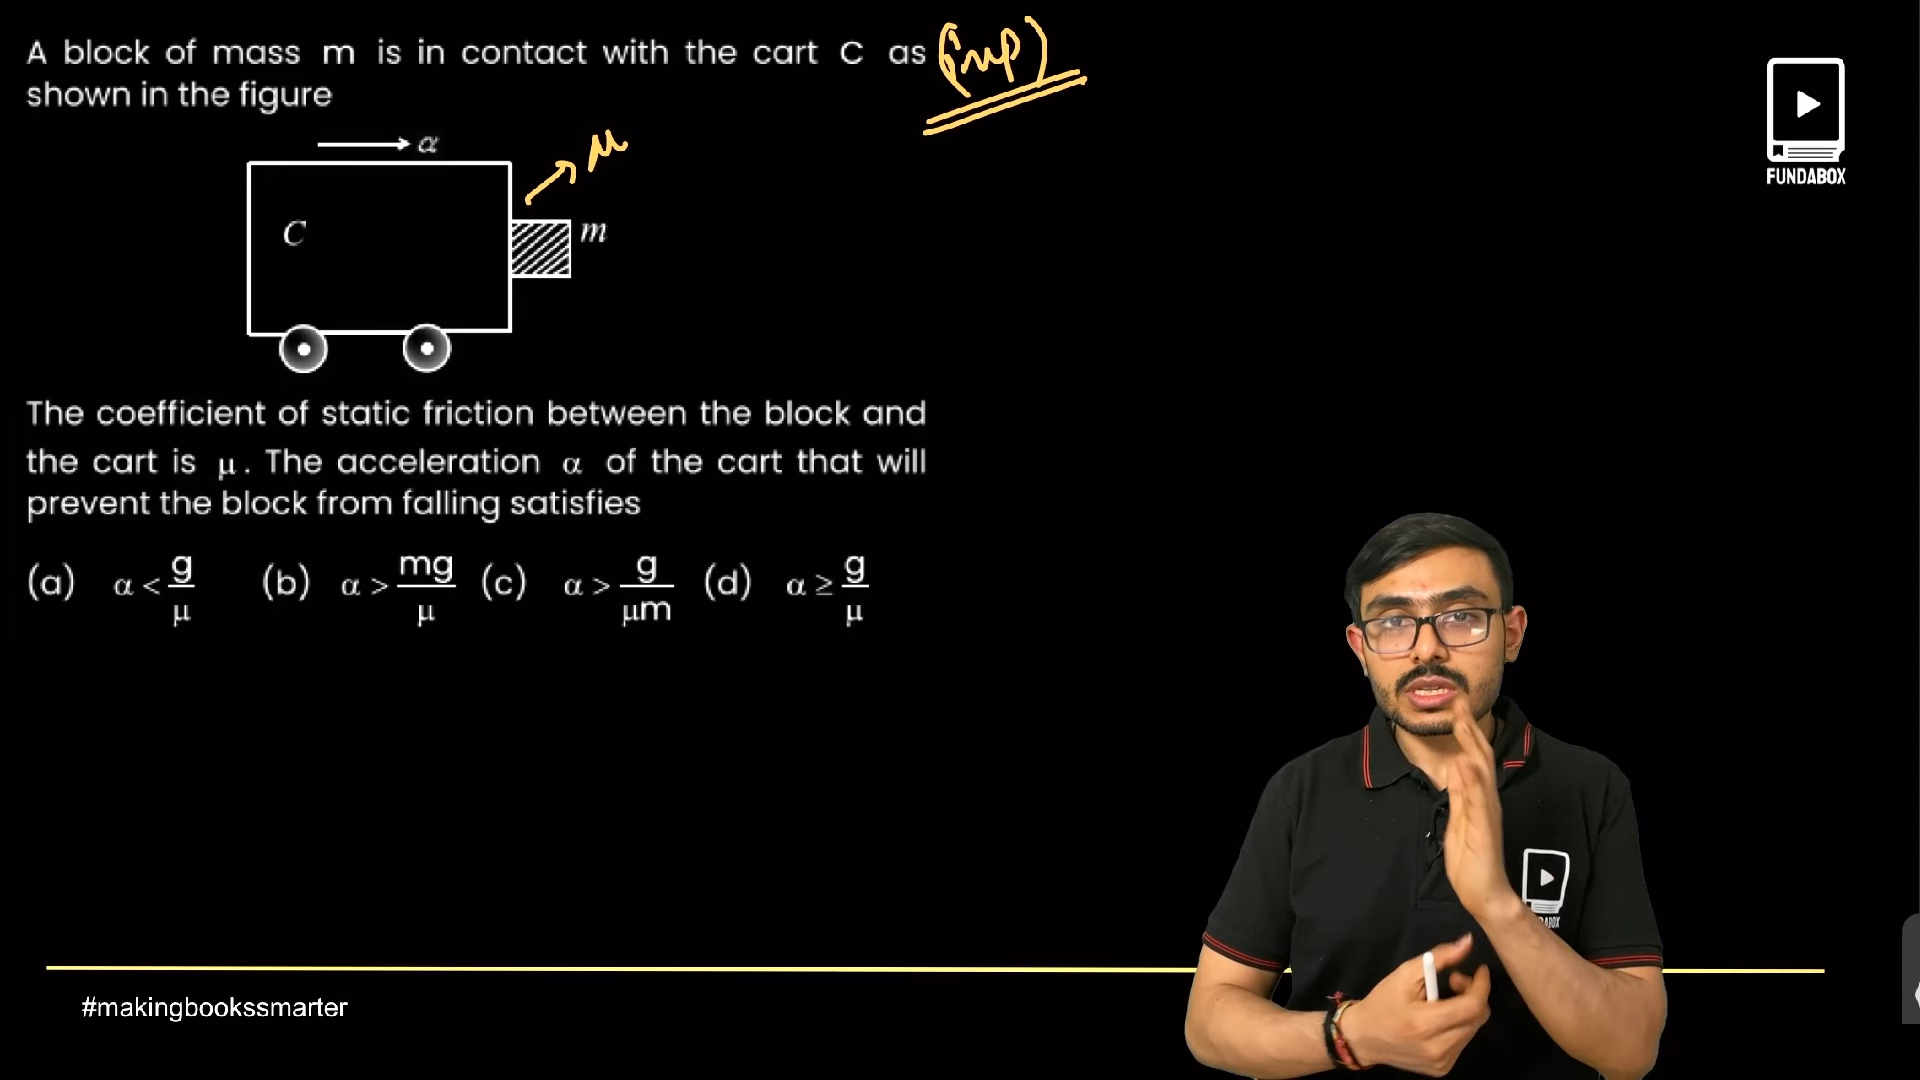 A block of mass m is in contact with the cart C as
shown in the figure
(Imp)
α
μ
C
m
FUNDABOX
The coefficient of static friction between the block and
the cart is μ. The acceleration α of the cart that will
prevent the block from falling satisfies
(a) α < g/μ (b) α > mg/μ (c) α > g/μm (d) α ≥ g/μ
#makingbookssmarter